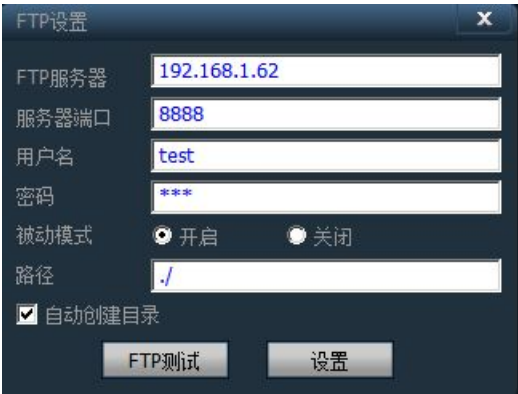 FTP设置 X
FTP服务器 192.168.1.62
服务器端口 8888
用户名 test
密码 ***
被动模式 开启 关闭
路径 ./
自动创建目录
FTP测试 设置